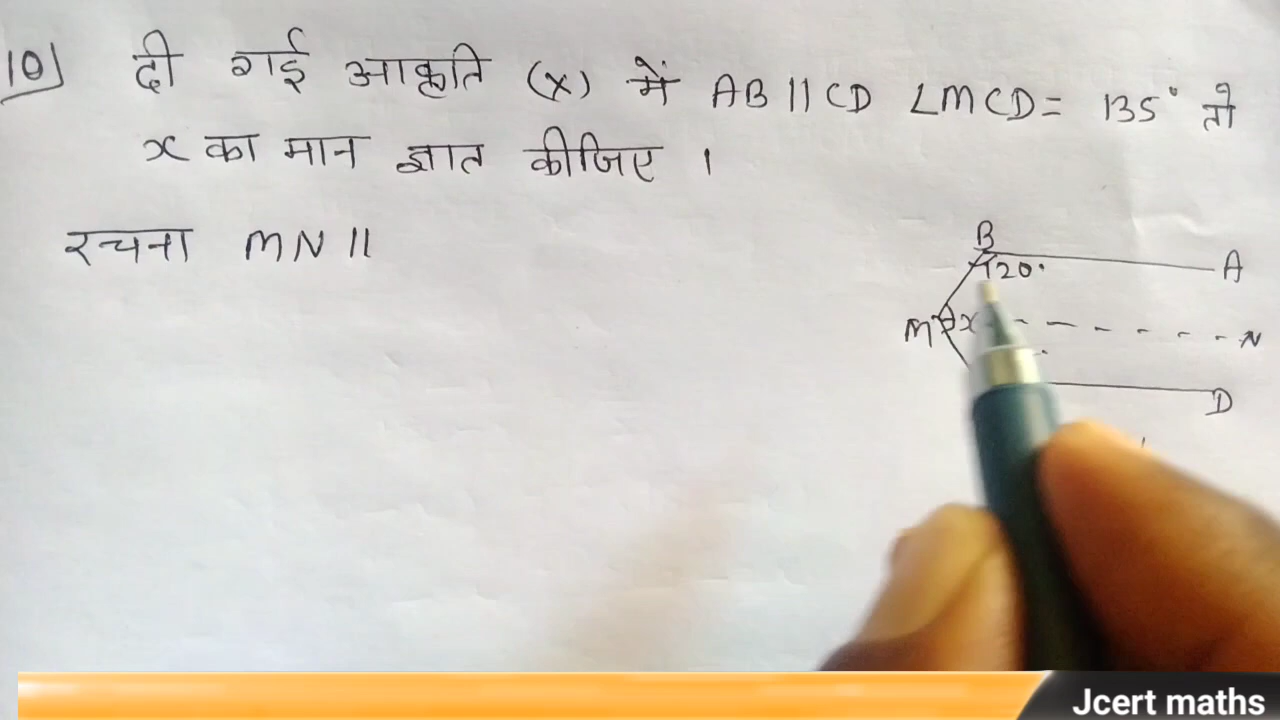 10) दी गई आकृति (x) में AB || CD ∠MCD = 135° तो
x का मान ज्ञात कीजिए ।
रचना MN ||
B
A
120°
M
x
N
D
Jcert maths